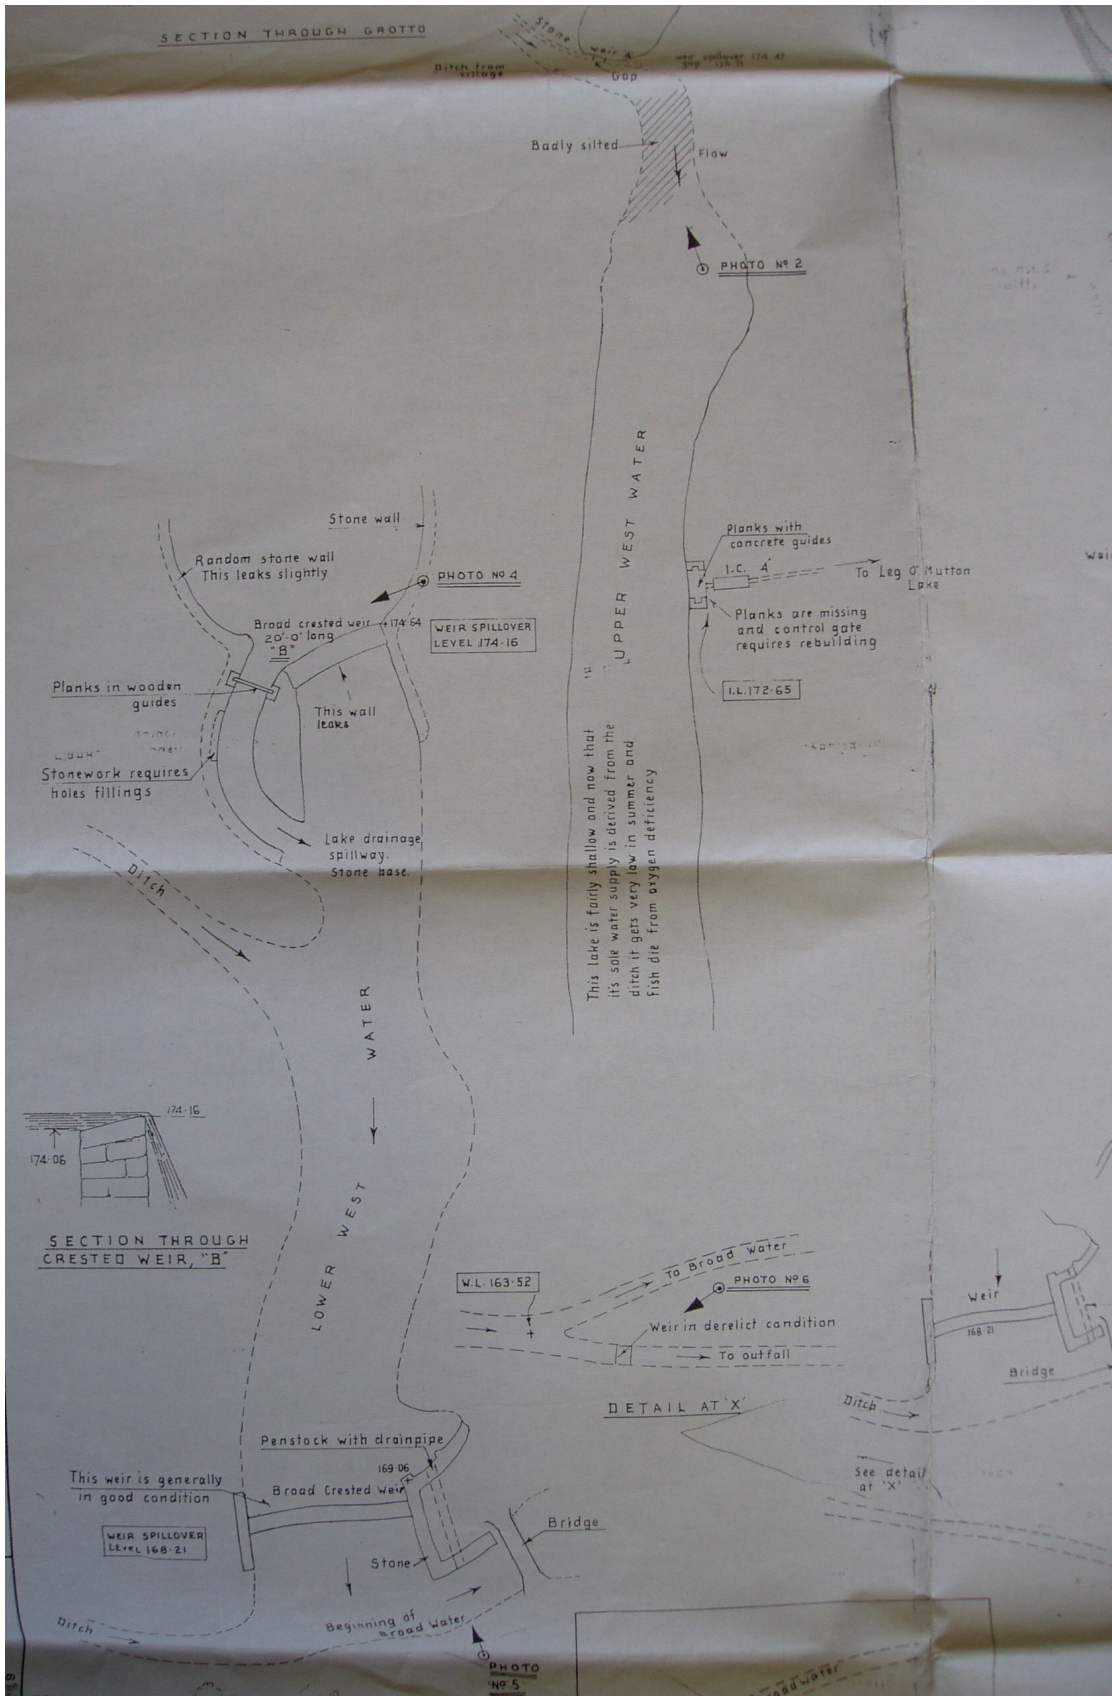 SECTION THROUGH GROTTO
Stone weir 'A'
Ditch from
village
Gap
weir spillover 174·47
Badly silted
Flow
PHOTO Nº 2
UPPER WEST WATER
Planks with
concrete guides
I.C. 4"
To Leg O' Mutton
Lake
Planks are missing
and control gate
requires rebuilding
I.L.172·65
This lake is fairly shallow and now that
it's sole water supply is derived from the
ditch it gets very low in summer and
Fish die from oxygen deficiency
Stone wall
Random stone wall
This leaks slightly
PHOTO Nº 4
Broad crested weir
20'-0" long
"B"
174·64
WEIR SPILLOVER
LEVEL 174·16
Planks in wooden
guides
This wall
leaks
Stonework requires
holes fillings
Lake drainage
spillway.
Stone base.
Ditch
LOWER WEST WATER
174·16
174·06
SECTION THROUGH
CRESTED WEIR, "B"
W.L. 163·52
To Broad Water
PHOTO Nº 6
Weir in derelict condition
To outfall
DETAIL AT 'X'
Weir
168·21
Bridge
Ditch
See detail
at 'X'
Penstock with drainpipe
169·06
This weir is generally
in good condition
Broad Crested Weir
WEIR SPILLOVER
LEVEL 168·21
Stone
Bridge
Ditch
Beginning of
Broad Water
PHOTO
Nº 5